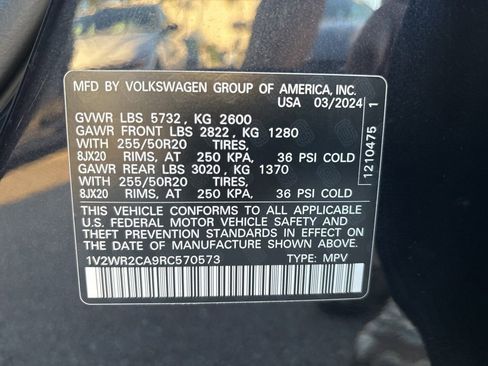 MFD BY VOLKSWAGEN GROUP OF AMERICA, INC.
USA 03/2024
GVWR LBS 5732 , KG 2600
GAWR FRONT LBS 2822 , KG 1280
WITH 255/50R20 TIRES,
8JX20 RIMS, AT 250 KPA, 36 PSI COLD
GAWR REAR LBS 3020 , KG 1370
WITH 255/50R20 TIRES,
8JX20 RIMS, AT 250 KPA, 36 PSI COLD
THIS VEHICLE CONFORMS TO ALL APPLICABLE
U.S. FEDERAL MOTOR VEHICLE SAFETY AND
THEFT PREVENTION STANDARDS IN EFFECT ON
THE DATE OF MANUFACTURE SHOWN ABOVE.
1V2WR2CA9RC570573 TYPE: MPV
1210475 1